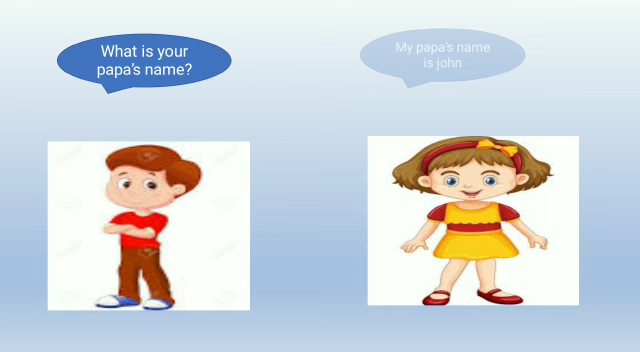 What is your
papa's name?
My papa's name
is john